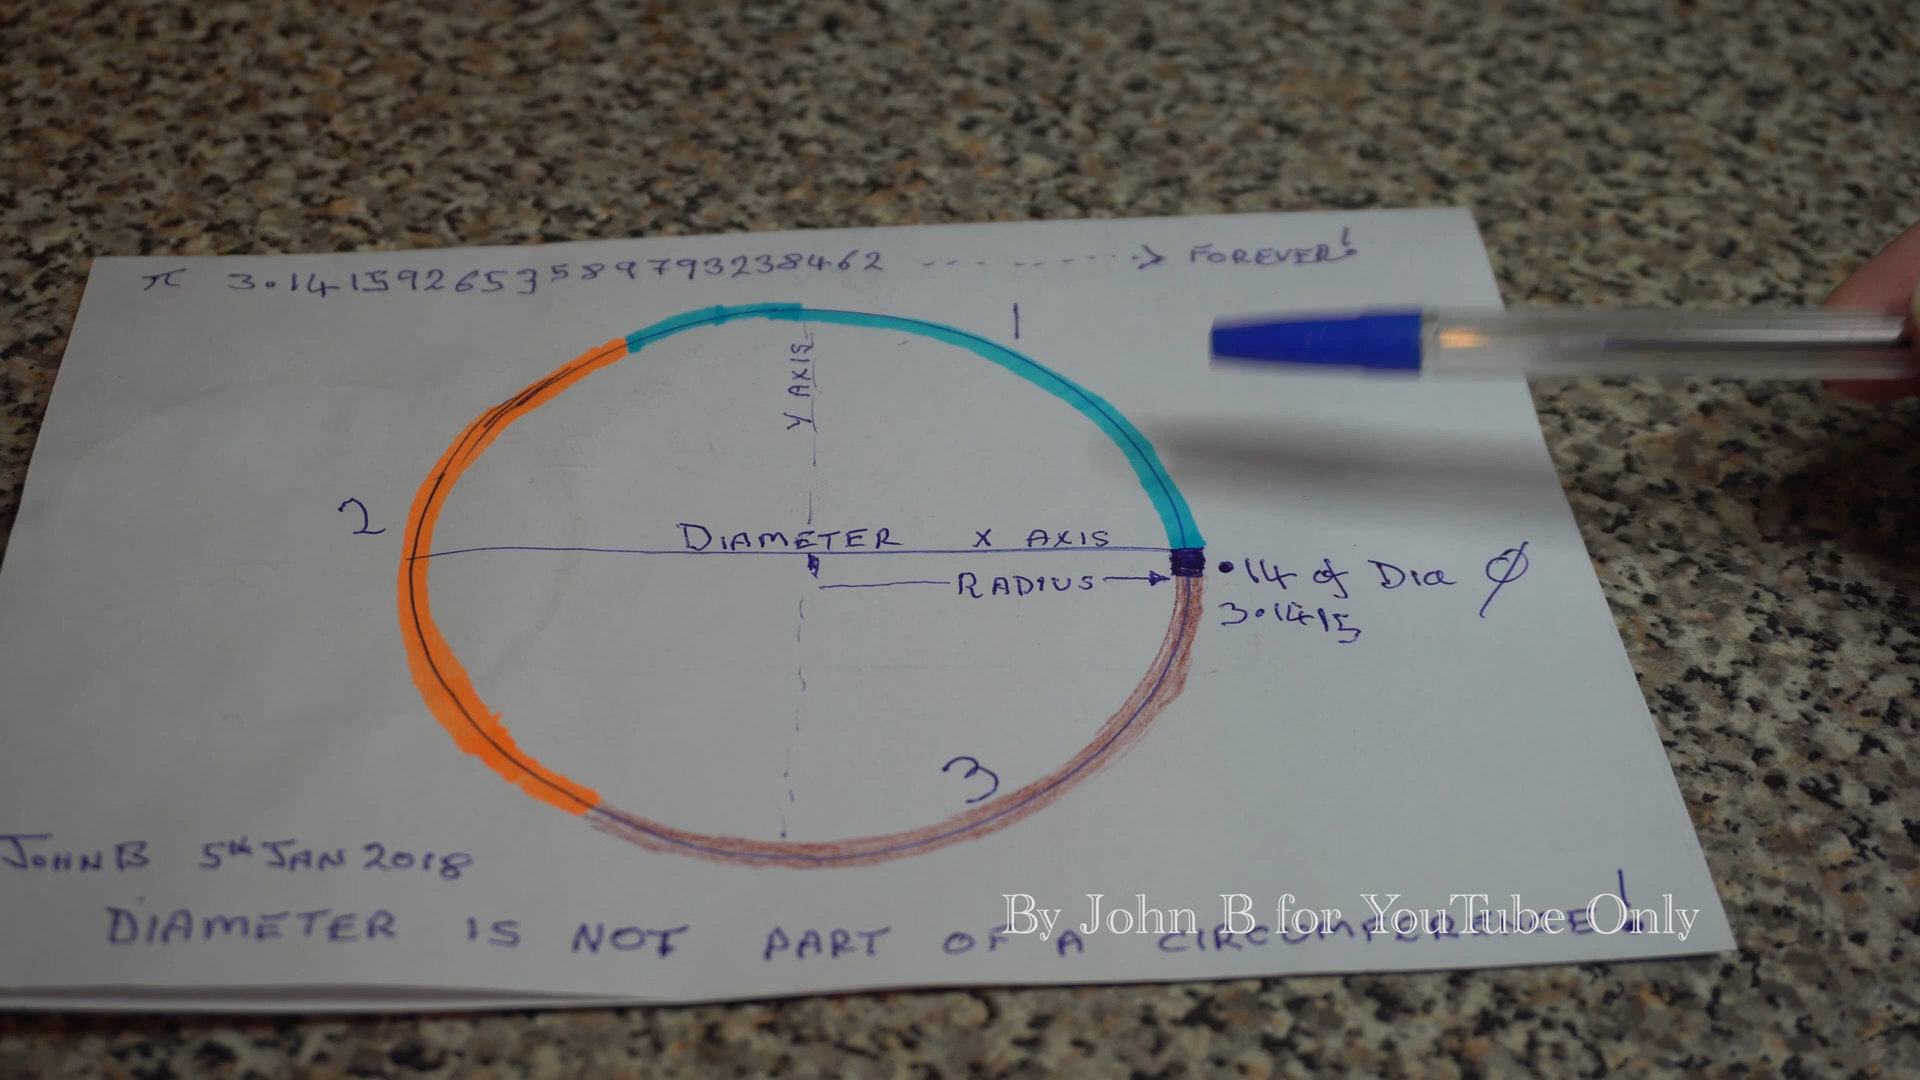 π 3.14159265358979323846 2 ----------> FOREVER!
1
Y AXIS
2
DIAMETER X AXIS
RADIUS
.14 of Dia Ø
3.1415
3
JOHN B 5th JAN 2018
By John B for YouTube Only
DIAMETER IS NOT PART OF A CIRCUMFERENCE!